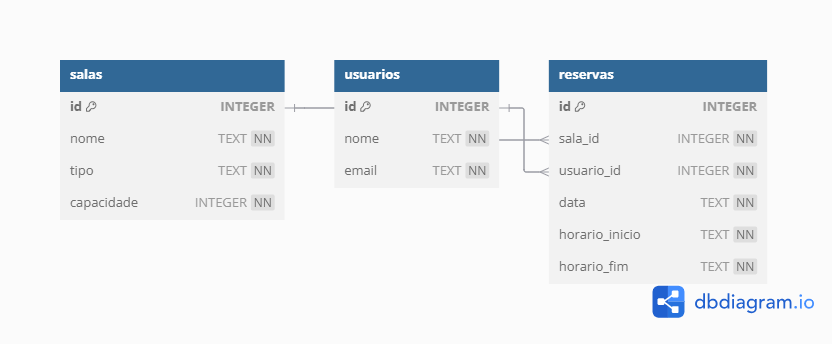 salas
id INTEGER
nome TEXT NN
tipo TEXT NN
capacidade INTEGER NN
usuarios
id INTEGER
nome TEXT NN
email TEXT NN
reservas
id INTEGER
sala_id INTEGER NN
usuario_id INTEGER NN
data TEXT NN
horario_inicio TEXT NN
horario_fim TEXT NN
dbdiagram.io